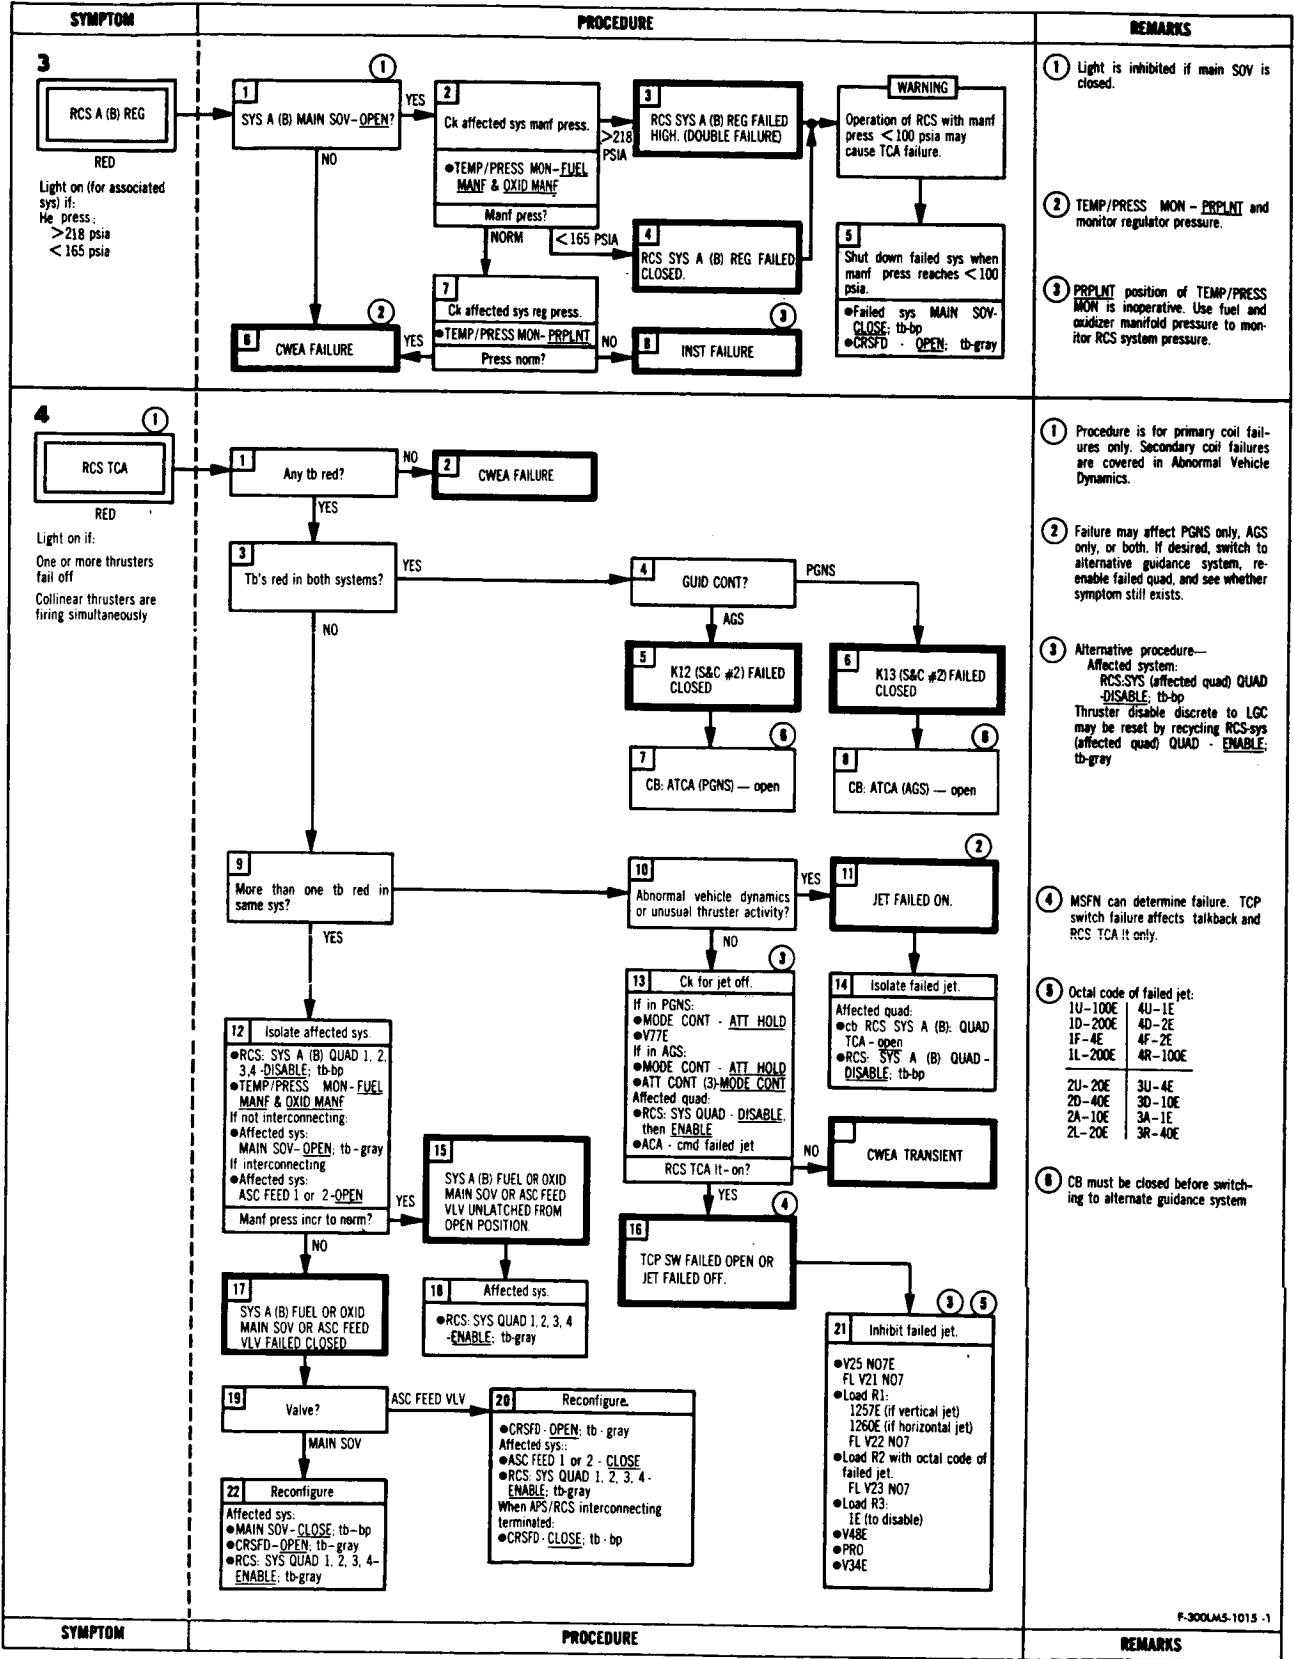 SYMPTOM
PROCEDURE
REMARKS
3
RCS A (B) REG
RED
Light on (for associated
sys) if:
He press:
>218 psia
<165 psia
1
1
SYS A (B) MAIN SOV-OPEN?
YES
NO
2
Ck affected sys manf press.
●TEMP/PRESS MON-FUEL
MANF & OXID MANF
Manf press?
>218
PSIA
NORM
<165 PSIA
3
RCS SYS A (B) REG FAILED
HIGH. (DOUBLE FAILURE)
4
RCS SYS A (B) REG FAILED
CLOSED.
WARNING
Operation of RCS with manf
press <100 psia may
cause TCA failure.
5
Shut down failed sys when
manf press reaches <100
psia.
●Failed sys MAIN SOV-
CLOSE; tb-bp
●CRSFD - OPEN; tb-gray
2
6
CWEA FAILURE
YES
7
Ck affected sys reg press.
●TEMP/PRESS MON-PRPLNT
Press norm?
NO
3
8
INST FAILURE
1 Light is inhibited if main SOV is
closed.
2 TEMP/PRESS MON - PRPLNT and
monitor regulator pressure.
3 PRPLNT position of TEMP/PRESS
MON is inoperative. Use fuel and
oxidizer manifold pressure to mon-
itor RCS system pressure.
4
1
RCS TCA
RED
Light on if:
One or more thrusters
fail off
Collinear thrusters are
firing simultaneously
1
Any tb red?
NO
YES
2
CWEA FAILURE
3
Tb's red in both systems?
YES
NO
4
GUID CONT?
PGNS
AGS
5
K12 (S&C #2) FAILED
CLOSED
6
K13 (S&C #2) FAILED
CLOSED
6
7
CB: ATCA (PGNS) — open
6
8
CB: ATCA (AGS) — open
9
More than one tb red in
same sys?
YES
10
Abnormal vehicle dynamics
or unusual thruster activity?
YES
NO
2
11
JET FAILED ON.
12 Isolate affected sys.
●RCS: SYS A (B) QUAD 1, 2,
3,4 -DISABLE; tb-bp
●TEMP/PRESS MON-FUEL
MANF & OXID MANF
If not interconnecting:
●Affected sys:
MAIN SOV-OPEN; tb-gray
If interconnecting
●Affected sys:
ASC FEED 1 or 2-OPEN
Manf press incr to norm?
YES
NO
3
13 Ck for jet off.
If in PGNS:
●MODE CONT - ATT HOLD
●V77E
If in AGS:
●MODE CONT - ATT HOLD
●ATT CONT (3)-MODE CONT
Affected quad:
●RCS: SYS QUAD - DISABLE,
then ENABLE
●ACA - cmd failed jet
RCS TCA lt-on?
NO
YES
14 Isolate failed jet.
Affected quad:
●cb RCS SYS A (B): QUAD
TCA - open
●RCS: SYS A (B) QUAD -
DISABLE; tb-bp
CWEA TRANSIENT
15
SYS A (B) FUEL OR OXID
MAIN SOV OR ASC FEED
VLV UNLATCHED FROM
OPEN POSITION.
4
16
TCP SW FAILED OPEN OR
JET FAILED OFF.
17
SYS A (B) FUEL OR OXID
MAIN SOV OR ASC FEED
VLV FAILED CLOSED
18 Affected sys.
●RCS: SYS QUAD 1, 2, 3, 4
-ENABLE; tb-gray
19
Valve?
ASC FEED VLV
MAIN SOV
20 Reconfigure.
●CRSFD - OPEN; tb - gray
Affected sys::
●ASC FEED 1 or 2 - CLOSE
●RCS: SYS QUAD 1, 2, 3, 4 -
ENABLE; tb-gray
When APS/RCS interconnecting
terminated:
●CRSFD - CLOSE; tb - bp
3 5
21 Inhibit failed jet.
●V25 NO7E
FL V21 NO7
●Load R1:
1257E (if vertical jet)
1260E (if horizontal jet)
FL V22 NO7
●Load R2 with octal code of
failed jet.
FL V23 NO7
●Load R3:
1E (to disable)
●V48E
●PRO
●V34E
22 Reconfigure
Affected sys:
●MAIN SOV-CLOSE; tb-bp
●CRSFD-OPEN; tb-gray
●RCS: SYS QUAD 1, 2, 3, 4-
ENABLE; tb-gray
1 Procedure is for primary coil fail-
ures only. Secondary coil failures
are covered in Abnormal Vehicle
Dynamics.
2 Failure may affect PGNS only, AGS
only, or both. If desired, switch to
alternative guidance system, re-
enable failed quad, and see whether
symptom still exists.
3 Alternative procedure—
Affected system:
RCS:SYS (affected quad) QUAD
-DISABLE; tb-bp
Thruster disable discrete to LGC
may be reset by recycling RCS-sys
(affected quad) QUAD - ENABLE;
tb-gray
4 MSFN can determine failure. TCP
switch failure affects talkback and
RCS TCA lt only.
5 Octal code of failed jet:
1U-100E 4U-1E
1D-200E 4D-2E
1F-4E 4F-2E
1L-200E 4R-100E
2U-20E 3U-4E
2D-40E 3D-10E
2A-10E 3A-1E
2L-20E 3R-40E
6 CB must be closed before switch-
ing to alternate guidance system
F-300LM5-1015 -1
SYMPTOM
PROCEDURE
REMARKS